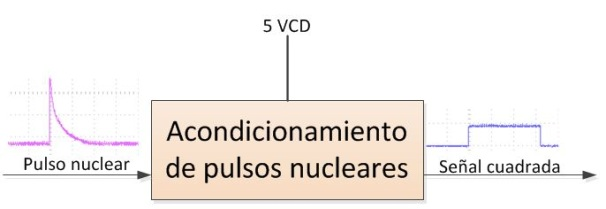 5 VCD
Pulso nuclear
Acondicionamiento
de pulsos nucleares
Señal cuadrada